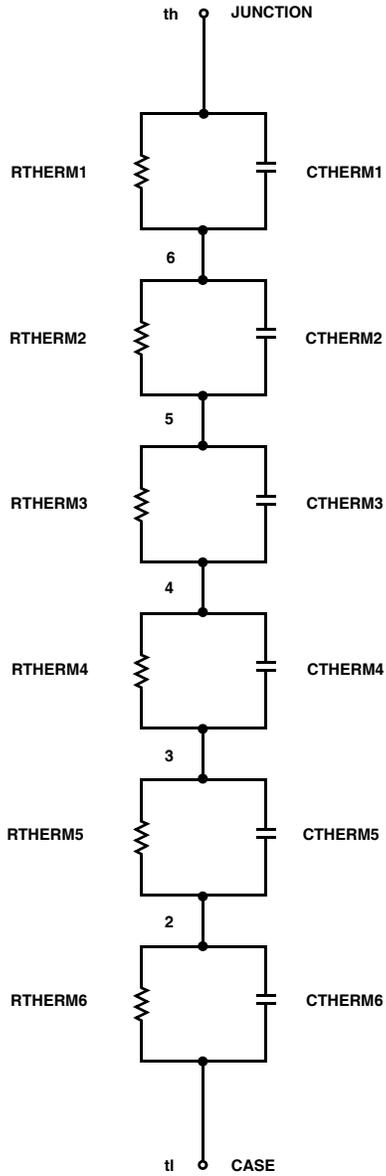 th JUNCTION
RTHERM1 CTHERM1
6
RTHERM2 CTHERM2
5
RTHERM3 CTHERM3
4
RTHERM4 CTHERM4
3
RTHERM5 CTHERM5
2
RTHERM6 CTHERM6
tl CASE